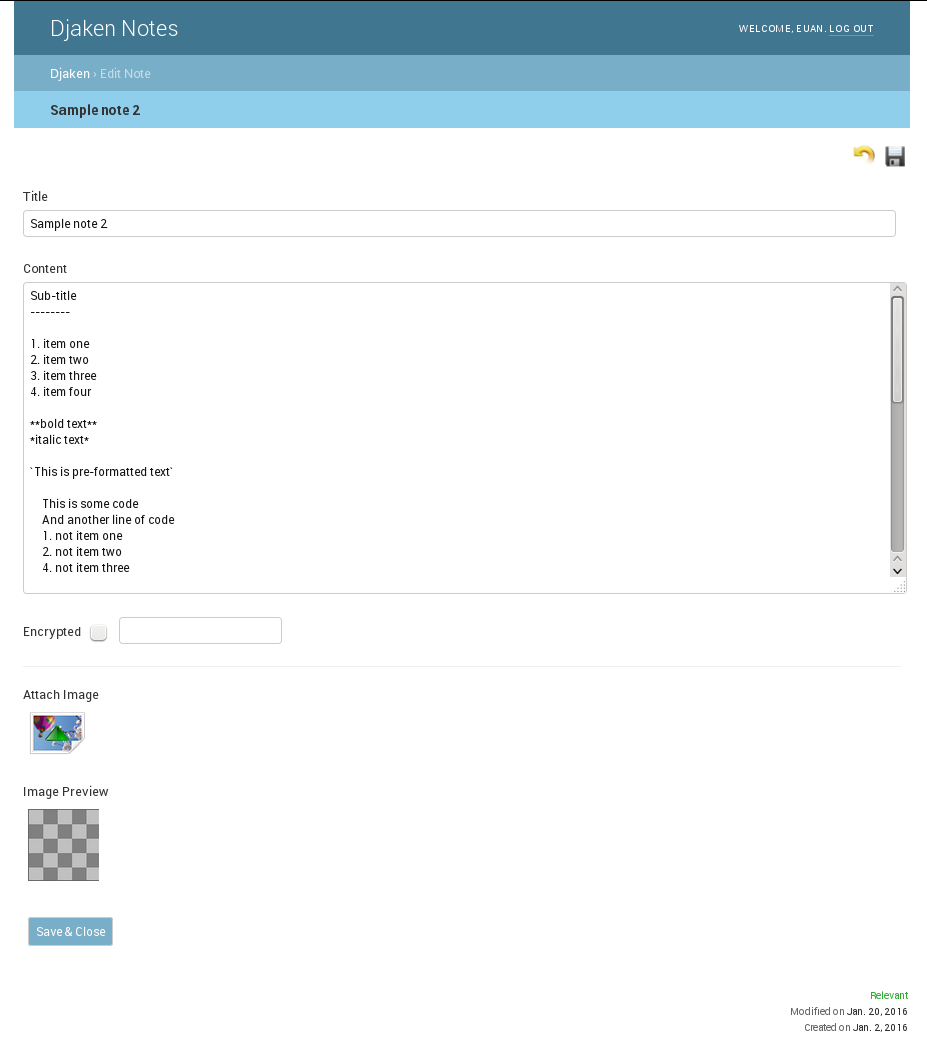 Djaken Notes
WELCOME, EUAN. LOG OUT
Djaken › Edit Note
Sample note 2
Title
Sample note 2
Content
Sub-title
--------
1. item one
2. item two
3. item three
4. item four
**bold text**
*italic text*
`This is pre-formatted text`
This is some code
And another line of code
1. not item one
2. not item two
4. not item three
Encrypted
Attach Image
Image Preview
Save & Close
Relevant
Modified on Jan. 20, 2016
Created on Jan. 2, 2016